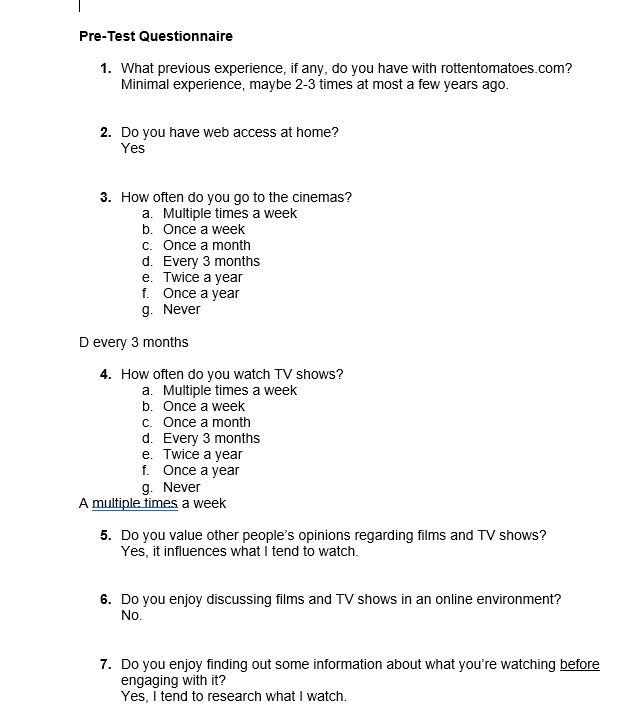 Pre-Test Questionnaire
1. What previous experience, if any, do you have with rottentomatoes.com?
Minimal experience, maybe 2-3 times at most a few years ago.
2. Do you have web access at home?
Yes
3. How often do you go to the cinemas?
a. Multiple times a week
b. Once a week
c. Once a month
d. Every 3 months
e. Twice a year
f. Once a year
g. Never
D every 3 months
4. How often do you watch TV shows?
a. Multiple times a week
b. Once a week
c. Once a month
d. Every 3 months
e. Twice a year
f. Once a year
g. Never
A multiple times a week
5. Do you value other people's opinions regarding films and TV shows?
Yes, it influences what I tend to watch.
6. Do you enjoy discussing films and TV shows in an online environment?
No.
7. Do you enjoy finding out some information about what you're watching before
engaging with it?
Yes, I tend to research what I watch.